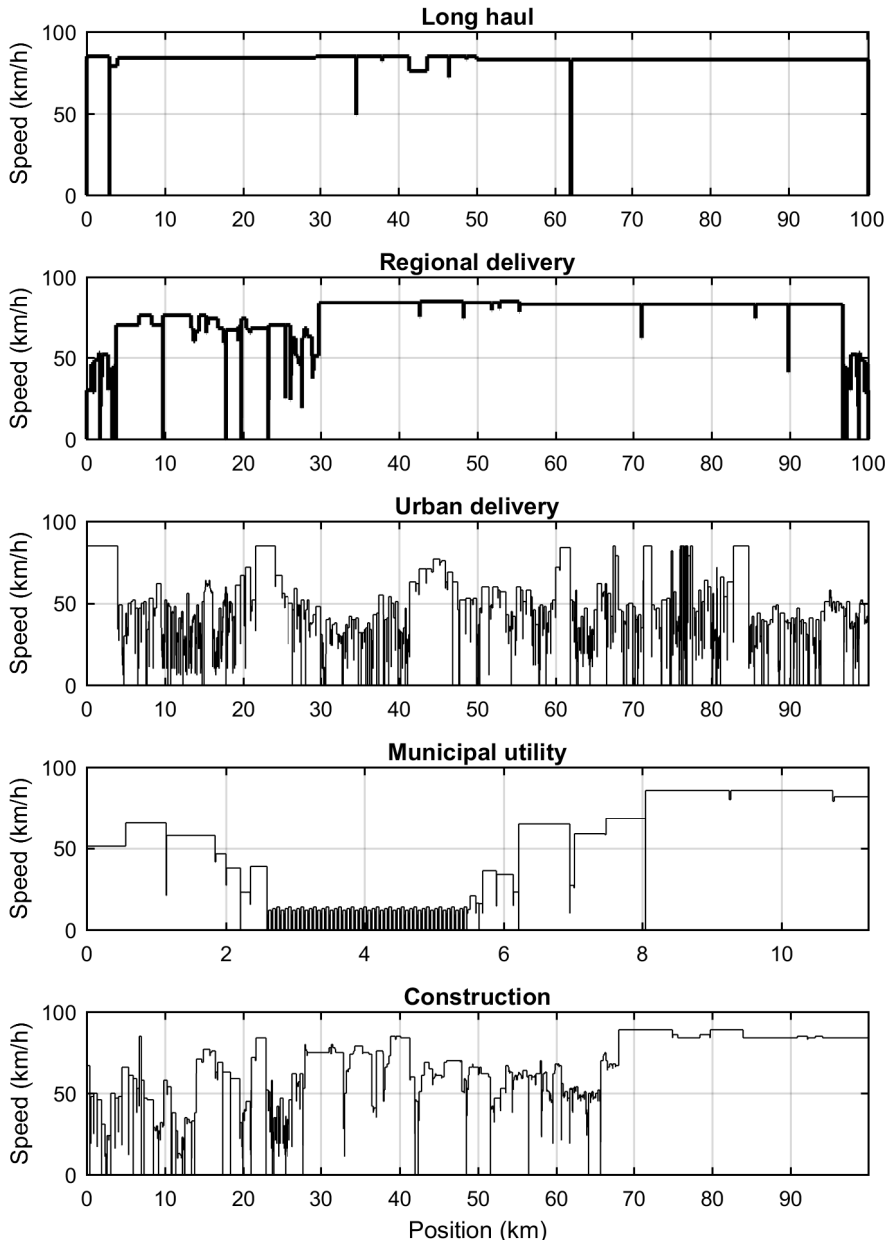 Long haul
100
50
0
Speed (km/h)
0 10 20 30 40 50 60 70 80 90 100
Regional delivery
100
50
0
Speed (km/h)
0 10 20 30 40 50 60 70 80 90 100
Urban delivery
100
50
0
Speed (km/h)
0 10 20 30 40 50 60 70 80 90
Municipal utility
100
50
0
Speed (km/h)
0 2 4 6 8 10
Construction
100
50
0
Speed (km/h)
0 10 20 30 40 50 60 70 80 90
Position (km)